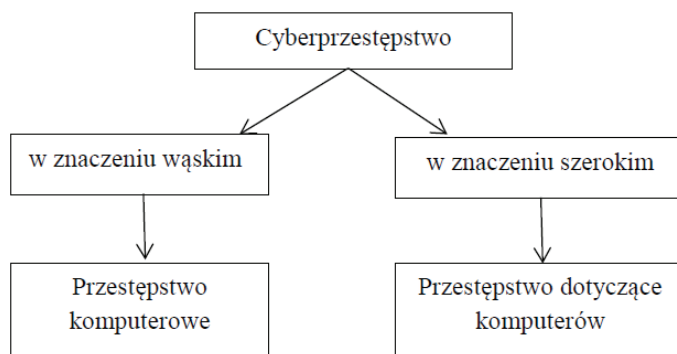 Cyberprzestępstwo
w znaczeniu wąskim
w znaczeniu szerokim
Przestępstwo
komputerowe
Przestępstwo dotyczące
komputerów